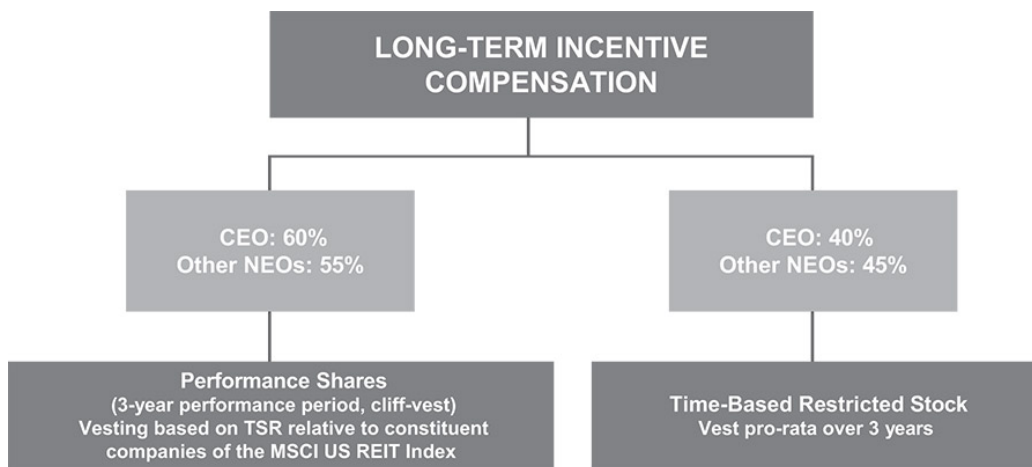 LONG-TERM INCENTIVE
COMPENSATION
CEO: 60%
Other NEOs: 55%
CEO: 40%
Other NEOs: 45%
Performance Shares
(3-year performance period, cliff-vest)
Vesting based on TSR relative to constituent
companies of the MSCI US REIT Index
Time-Based Restricted Stock
Vest pro-rata over 3 years